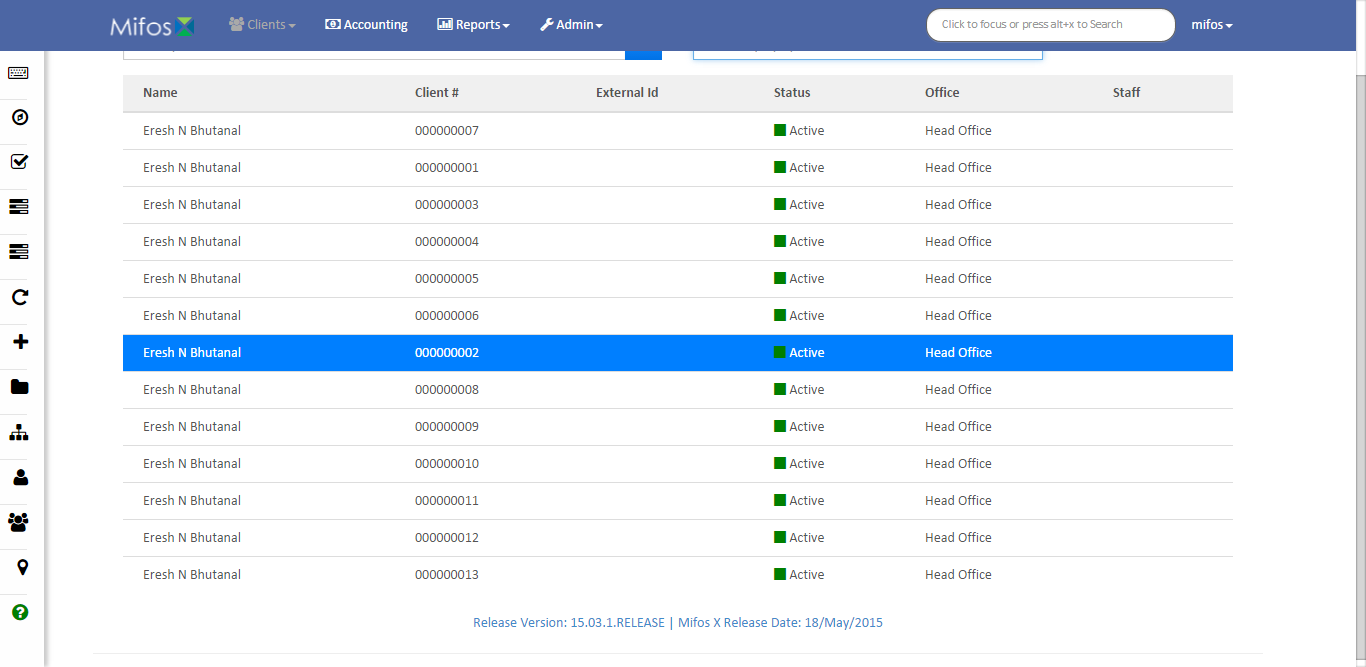 Mifos Clients Accounting Reports Admin Click to focus or press alt+x to Search mifos
Name Client # External Id Status Office Staff
Eresh N Bhutanal 000000007 Active Head Office
Eresh N Bhutanal 000000001 Active Head Office
Eresh N Bhutanal 000000003 Active Head Office
Eresh N Bhutanal 000000004 Active Head Office
Eresh N Bhutanal 000000005 Active Head Office
Eresh N Bhutanal 000000006 Active Head Office
Eresh N Bhutanal 000000002 Active Head Office
Eresh N Bhutanal 000000008 Active Head Office
Eresh N Bhutanal 000000009 Active Head Office
Eresh N Bhutanal 000000010 Active Head Office
Eresh N Bhutanal 000000011 Active Head Office
Eresh N Bhutanal 000000012 Active Head Office
Eresh N Bhutanal 000000013 Active Head Office
Release Version: 15.03.1.RELEASE | Mifos X Release Date: 18/May/2015